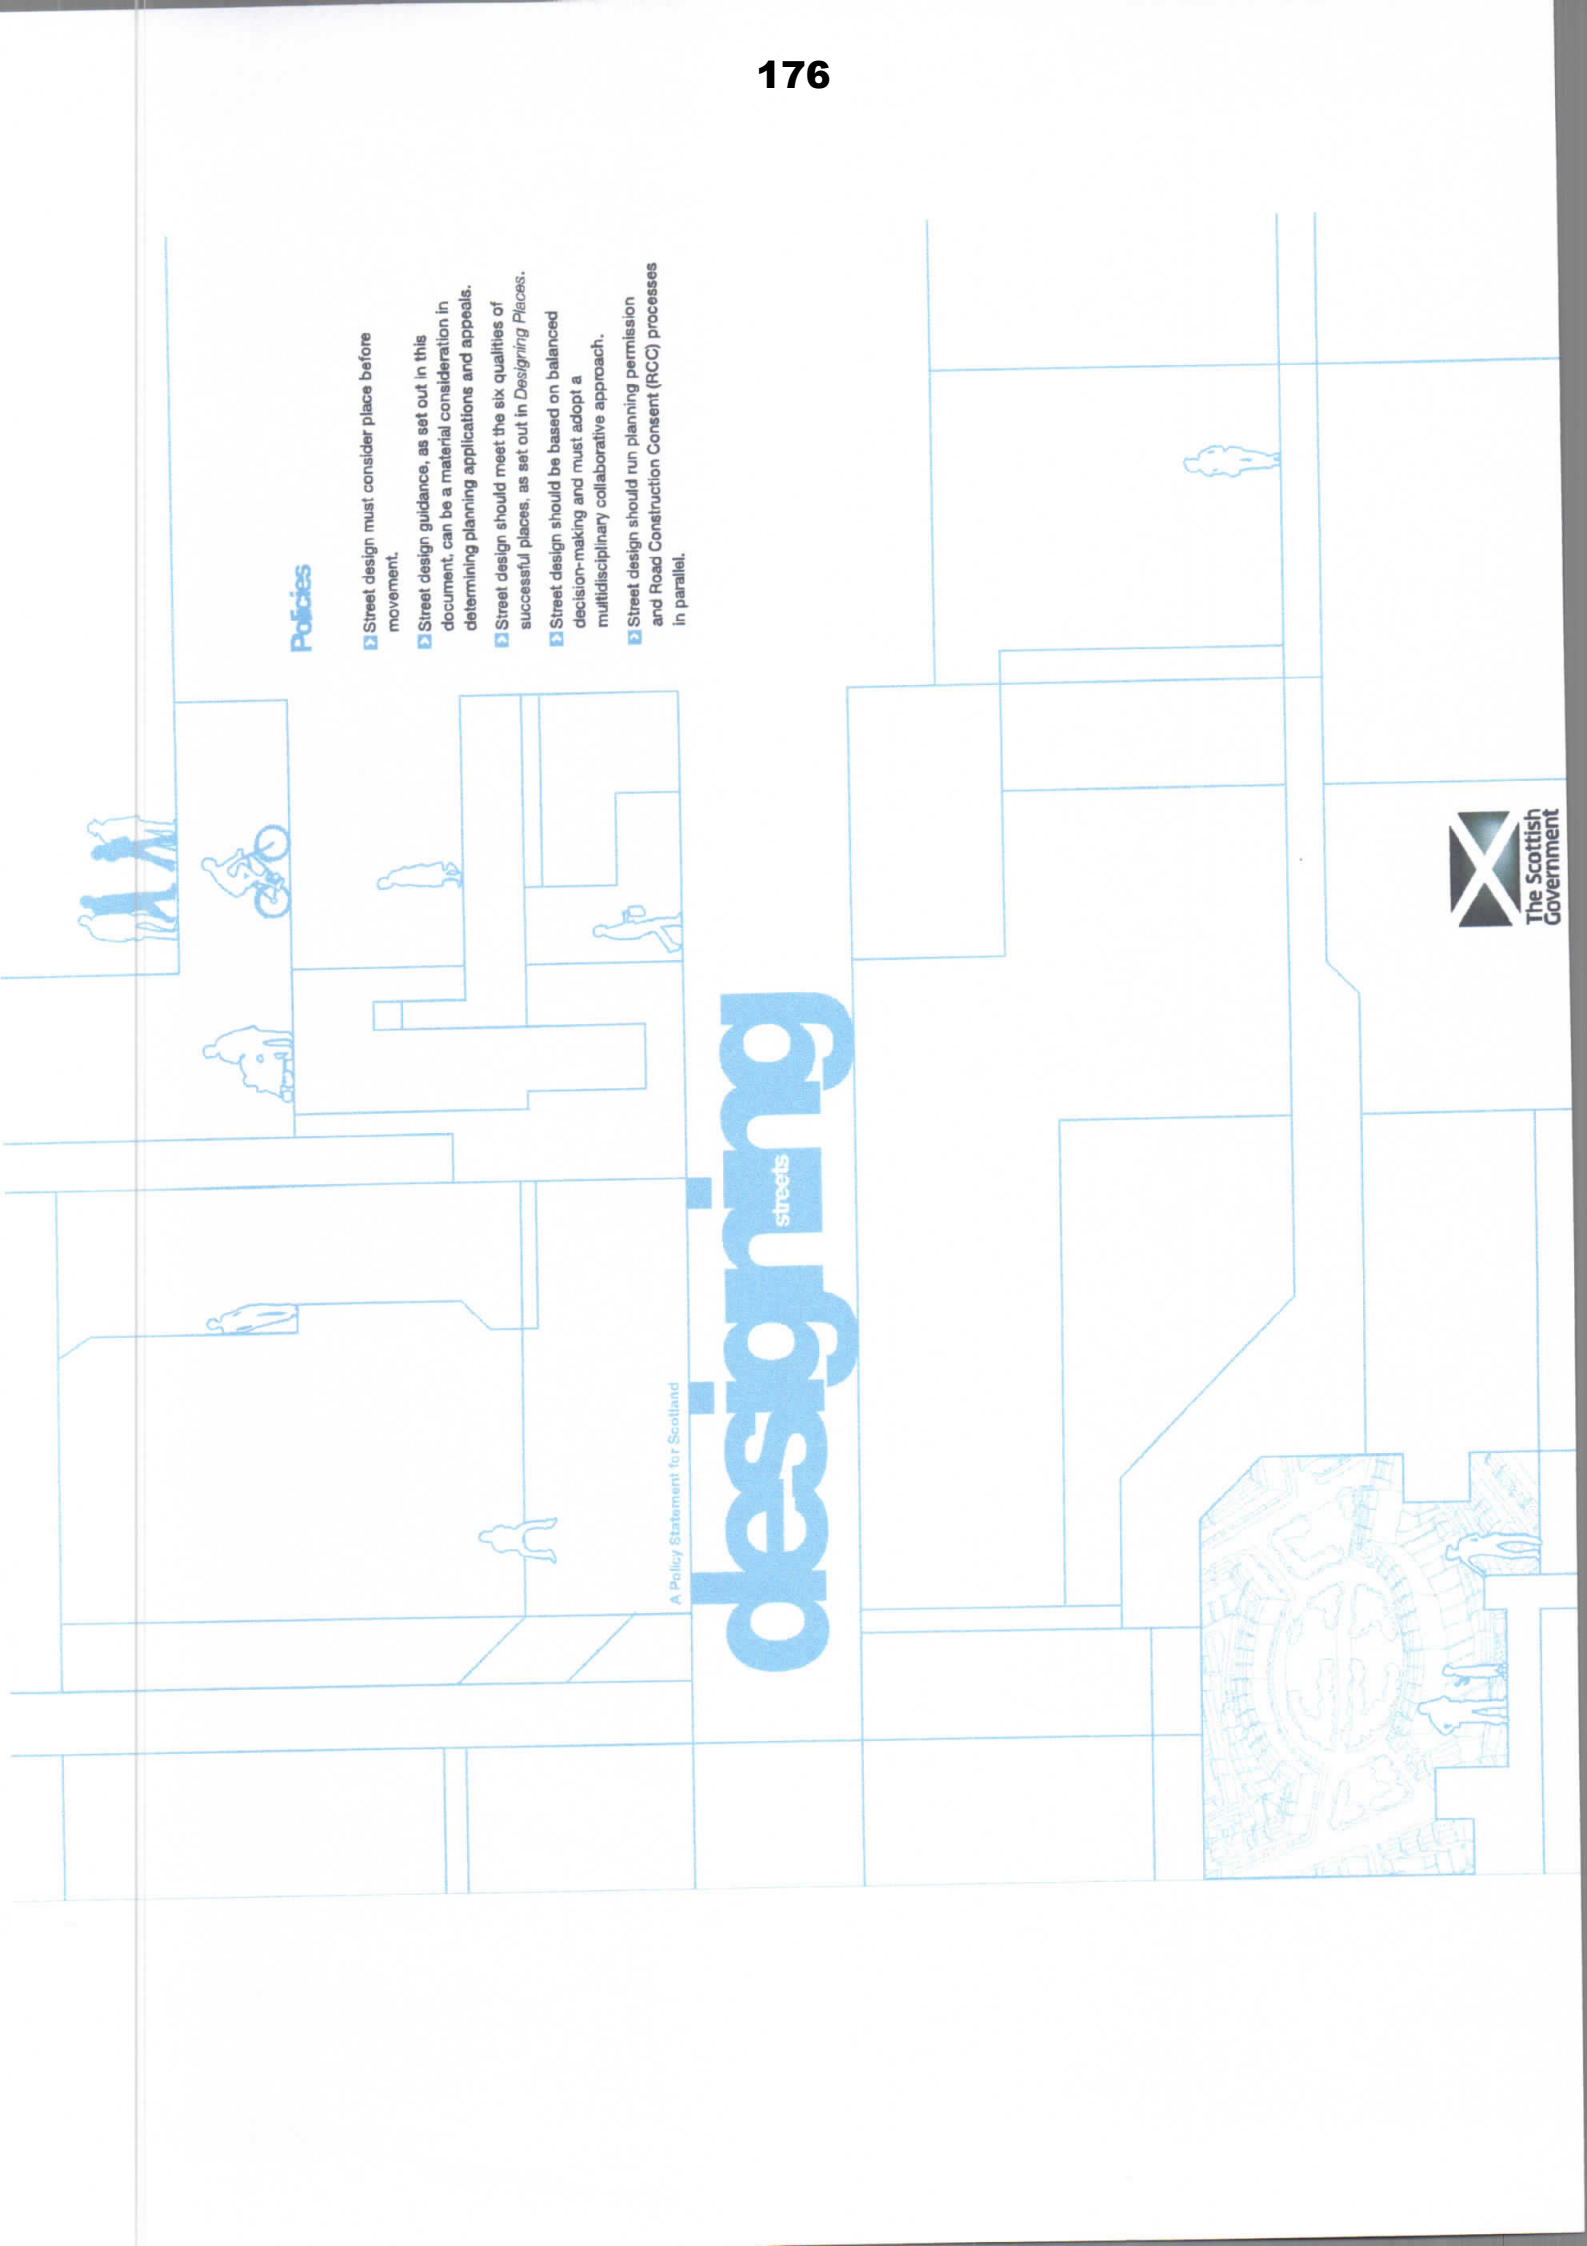 176
Policies
Street design must consider place before
movement.
Street design guidance, as set out in this
document, can be a material consideration in
determining planning applications and appeals.
Street design should meet the six qualities of
successful places, as set out in Designing Places.
Street design should be based on balanced
decision-making and must adopt a
multidisciplinary collaborative approach.
Street design should run planning permission
and Road Construction Consent (RCC) processes
in parallel.
A Policy Statement for Scotland
designing
streets
The Scottish
Government